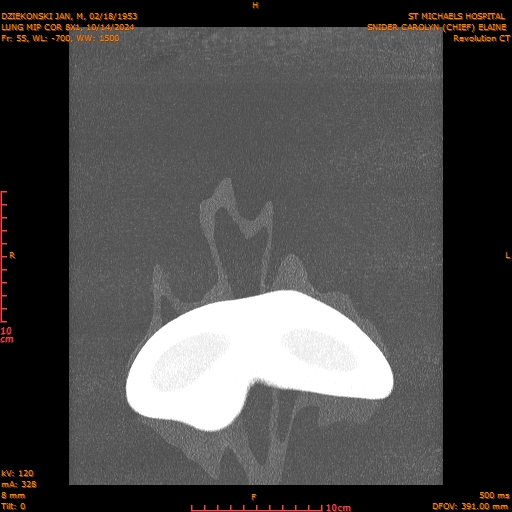 H
DZIEKONSKI JAN, M, 02/18/1953
LUNG MIP COR 8X1, 10/14/2024
Fr: 55, WL: -700, WW: 1500
ST MICHAELS HOSPITAL
SNIDER CAROLYN (CHIEF) ELAINE
Revolution CT
R
L
10
cm
kV: 120
mA: 328
8 mm
Tilt: 0
F
10cm
500 ms
DFOV: 391.00 mm